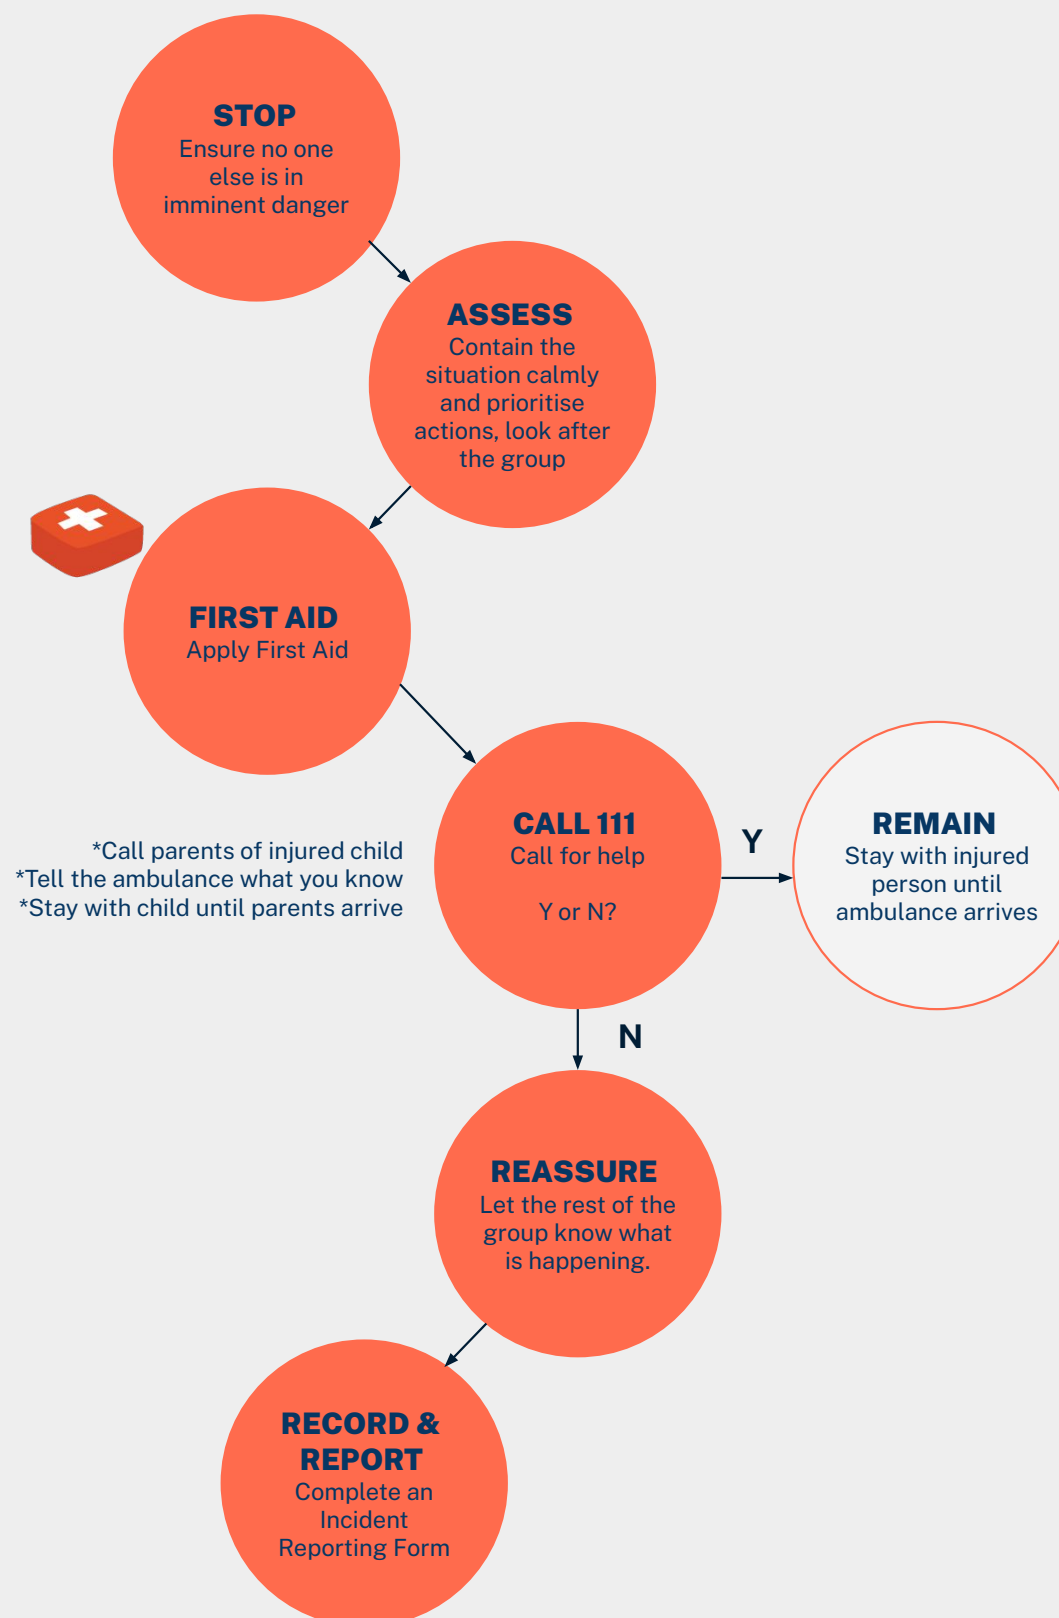 STOP
Ensure no one
else is in
imminent danger
ASSESS
Contain the
situation calmly
and prioritise
actions, look after
the group
FIRST AID
Apply First Aid
*Call parents of injured child
*Tell the ambulance what you know
*Stay with child until parents arrive
CALL 111
Call for help
Y or N?
Y
REMAIN
Stay with injured
person until
ambulance arrives
N
REASSURE
Let the rest of the
group know what
is happening.
RECORD &
REPORT
Complete an
Incident
Reporting Form